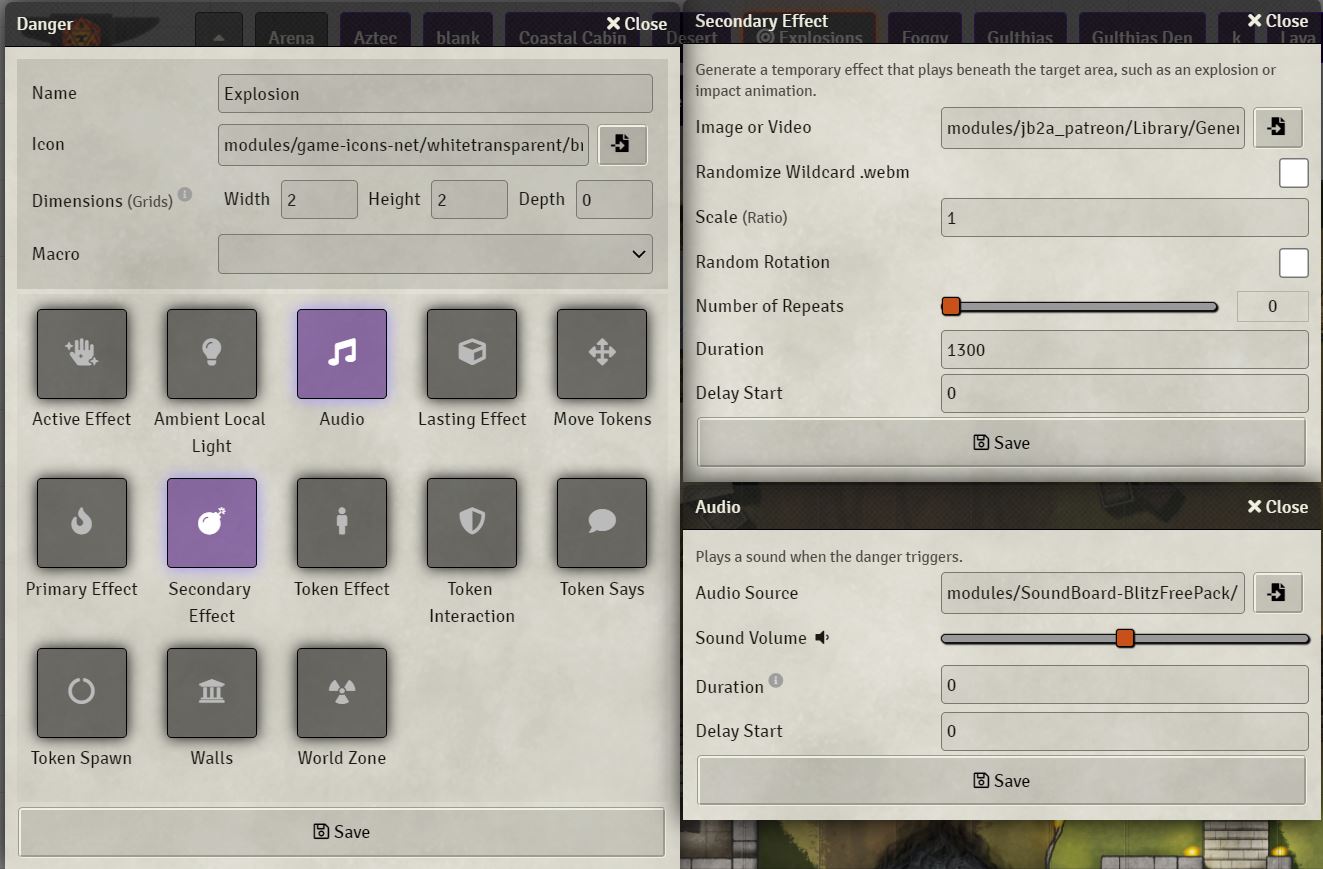 Danger
Close
Arena
Aztec
blank
Coastal Cabin
Desert
Explosions
Foggy
Gulthias
Gulthias Den
k
Lava
Name
Explosion
Icon
modules/game-icons-net/whitetransparent/b
Dimensions (Grids)
Width
2
Height
2
Depth
0
Macro
Active Effect
Ambient Local
Light
Audio
Lasting Effect
Move Tokens
Primary Effect
Secondary
Effect
Token Effect
Token
Interaction
Token Says
Token Spawn
Walls
World Zone
Save
Secondary Effect
Close
Generate a temporary effect that plays beneath the target area, such as an explosion or
impact animation.
Image or Video
modules/jb2a_patreon/Library/Gener
Randomize Wildcard .webm
Scale (Ratio)
1
Random Rotation
Number of Repeats
0
Duration
1300
Delay Start
0
Save
Audio
Close
Plays a sound when the danger triggers.
Audio Source
modules/SoundBoard-BlitzFreePack/
Sound Volume
Duration
0
Delay Start
0
Save